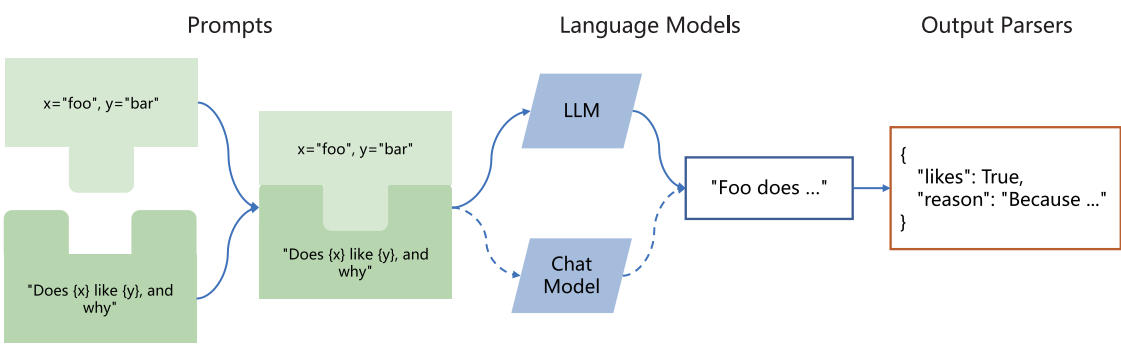 Prompts
Language Models
Output Parsers
x="foo", y="bar"
"Does {x} like {y}, and
why"
x="foo", y="bar"
"Does {x} like {y}, and
why"
LLM
Chat
Model
"Foo does ..."
{
"likes": True,
"reason": "Because ..."
}